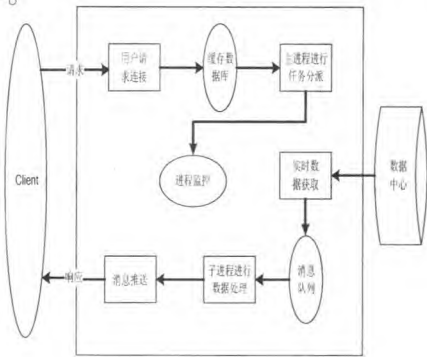 用户请
求连接
缓存数
据库
主进程进行
任务分派
请求
Client
进程监控
实时数
据获取
数据
中心
响应
消息推送
子进程进行
数据处理
消息
队列